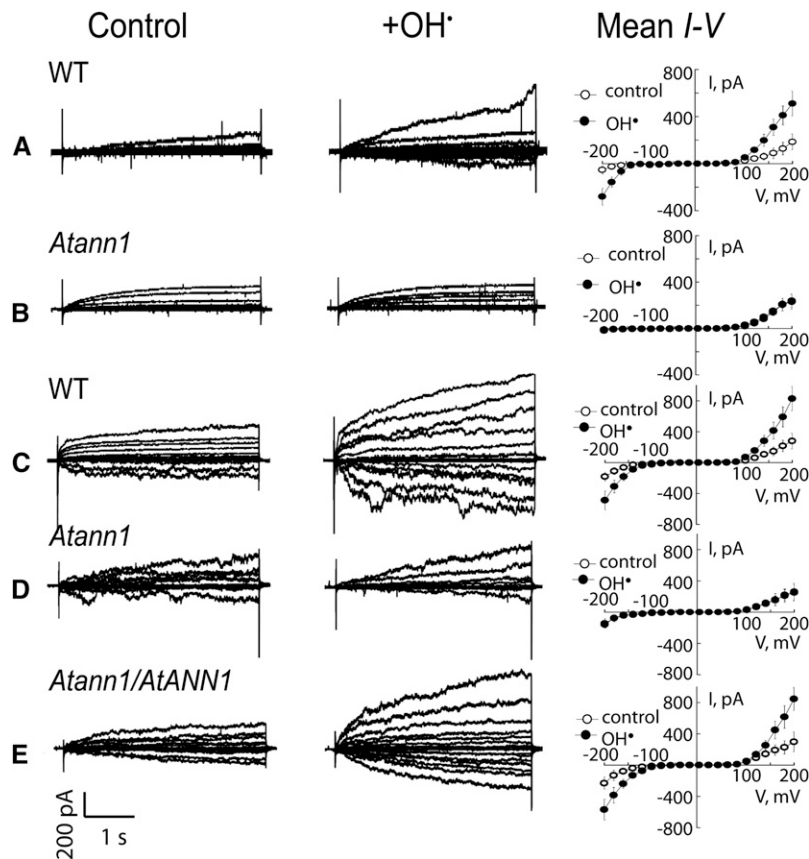 Control +OH• Mean I-V
WT
A
800
I, pA
control
400
OH•
-200 -100
100 200
V, mV
-400
Atann1
B
800
I, pA
control
400
OH•
-200 -100
100 200
V, mV
-400
WT
C
800
I, pA
control
400
OH•
-200 -100
100 200
V, mV
-400
-800
Atann1
D
800
I, pA
control
400
OH•
-200 -100
100 200
V, mV
-400
-800
Atann1/AtANN1
E
800
I, pA
control
400
OH•
-200 -100
100 200
V, mV
-400
-800
200 pA
1 s